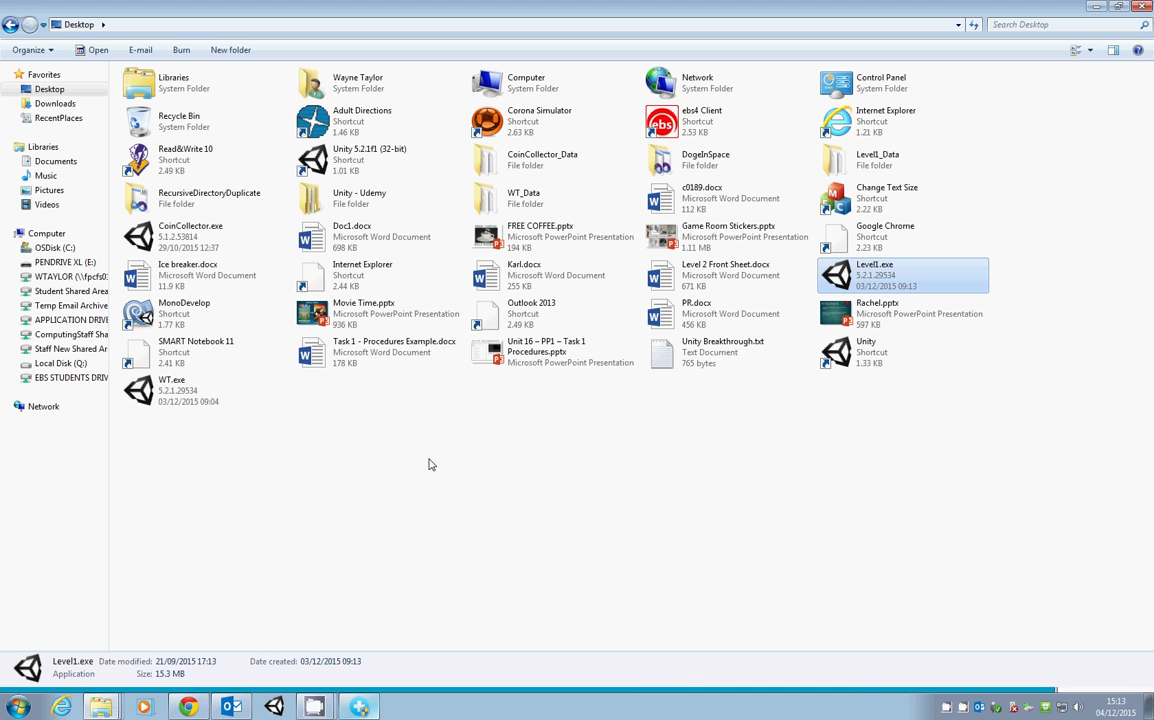 Desktop
Search Desktop
Organize
Open
E-mail
Burn
New folder
Favorites
Desktop
Downloads
RecentPlaces
Libraries
Documents
Music
Pictures
Videos
Computer
OSDisk (C:)
PENDRIVE XL (E:)
WTAYLOR (\\fpcfs0
Student Shared Area
Temp Email Archive
APPLICATION DRIVE
ComputingStaff Sha
Staff New Shared Ar
Local Disk (Q:)
EBS STUDENTS DRIV
Network
Libraries
System Folder
Wayne Taylor
System Folder
Computer
System Folder
Network
System Folder
Control Panel
System Folder
Recycle Bin
System Folder
Adult Directions
Shortcut
1.46 KB
Corona Simulator
Shortcut
2.63 KB
ebs
ebs4 Client
Shortcut
2.53 KB
Internet Explorer
Shortcut
1.21 KB
Read&Write 10
Shortcut
2.49 KB
Unity 5.2.1f1 (32-bit)
Shortcut
1.01 KB
CoinCollector_Data
File folder
DogeInSpace
File folder
Level1_Data
File folder
RecursiveDirectoryDuplicate
File folder
Unity - Udemy
File folder
WT_Data
File folder
c0189.docx
Microsoft Word Document
112 KB
Change Text Size
Shortcut
2.22 KB
CoinCollector.exe
5.1.2.53814
29/10/2015 12:37
Doc1.docx
Microsoft Word Document
698 KB
FREE COFFEE.pptx
Microsoft PowerPoint Presentation
194 KB
Game Room Stickers.pptx
Microsoft PowerPoint Presentation
1.11 MB
Google Chrome
Shortcut
2.23 KB
Ice breaker.docx
Microsoft Word Document
11.9 KB
Internet Explorer
Shortcut
2.44 KB
Karl.docx
Microsoft Word Document
255 KB
Level 2 Front Sheet.docx
Microsoft Word Document
671 KB
Level1.exe
5.2.1.29534
03/12/2015 09:13
MonoDevelop
Shortcut
1.77 KB
Movie Time.pptx
Microsoft PowerPoint Presentation
936 KB
Outlook 2013
Shortcut
2.49 KB
PR.docx
Microsoft Word Document
456 KB
Rachel.pptx
Microsoft PowerPoint Presentation
597 KB
SMART Notebook 11
Shortcut
2.41 KB
Task 1 - Procedures Example.docx
Microsoft Word Document
178 KB
Unit 16 – PP1 – Task 1
Procedures.pptx
Microsoft PowerPoint Presentation
Unity Breakthrough.txt
Text Document
765 bytes
Unity
Shortcut
1.33 KB
WT.exe
5.2.1.29534
03/12/2015 09:04
Level1.exe Date modified: 21/09/2015 17:13 Date created: 03/12/2015 09:13
Application Size: 15.3 MB
15:13
04/12/2015